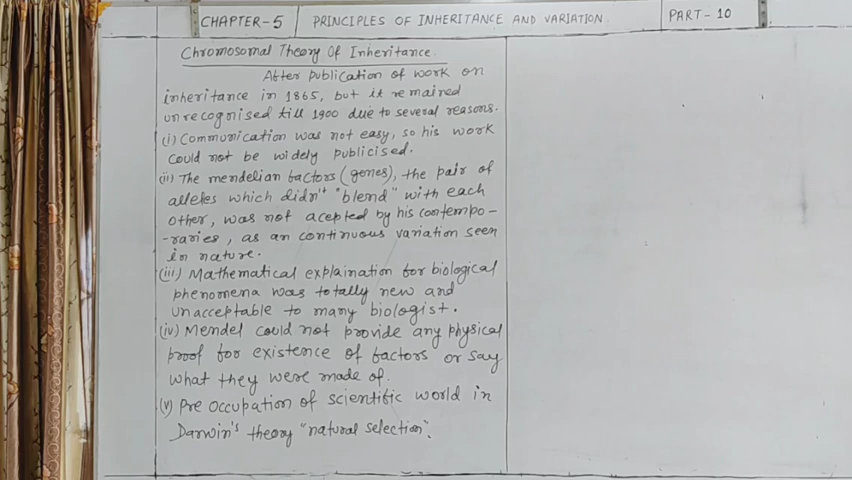 CHAPTER-5 PRINCIPLES OF INHERITANCE AND VARIATION PART-10
Chromosomal Theory Of Inheritance
After publication of work on
inheritance in 1865, but it remained
unrecognised till 1900 due to several reasons.
(i) Communication was not easy, so his work
could not be widely publicised.
(ii) The mendelian factors (genes), the pair of
alleles which didn't "blend" with each
other, was not acepted by his contempo-
-raries, as an continuous variation seen
in nature.
(iii) Mathematical explaination for biological
phenomena was totally new and
unacceptable to many biologist.
(iv) Mendel could not provide any physical
proof for existence of factors or say
what they were made of.
(v) Pre occupation of scientific world in
Darwin's theory "natural selection".